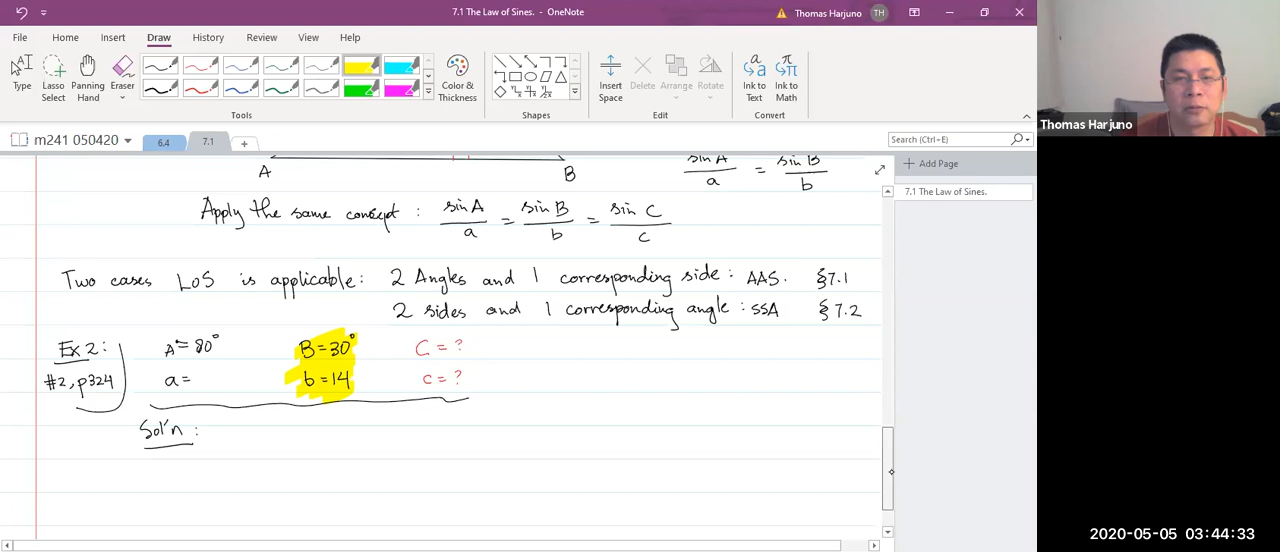 7.1 The Law of Sines. - OneNote
Thomas Harjuno TH
File Home Insert Draw History Review View Help
Type Lasso Select Panning Hand Eraser Color & Thickness Insert Space Delete Arrange Rotate Ink to Text Ink to Math
Tools Shapes Edit Convert
m241 050420 6.4 7.1 Search (Ctrl+E)
Add Page
7.1 The Law of Sines.
A B sin A / a = sin B / b
Apply the same concept : sin A / a = sin B / b = sin C / c
Two cases LoS is applicable: 2 Angles and 1 corresponding side : AAS. §7.1
2 sides and 1 corresponding angle : SSA §7.2
Ex 2: A = 80° B = 30° C = ?
#2, p324 a = b = 14 c = ?
Sol'n :
Thomas Harjuno
2020-05-05 03:44:33